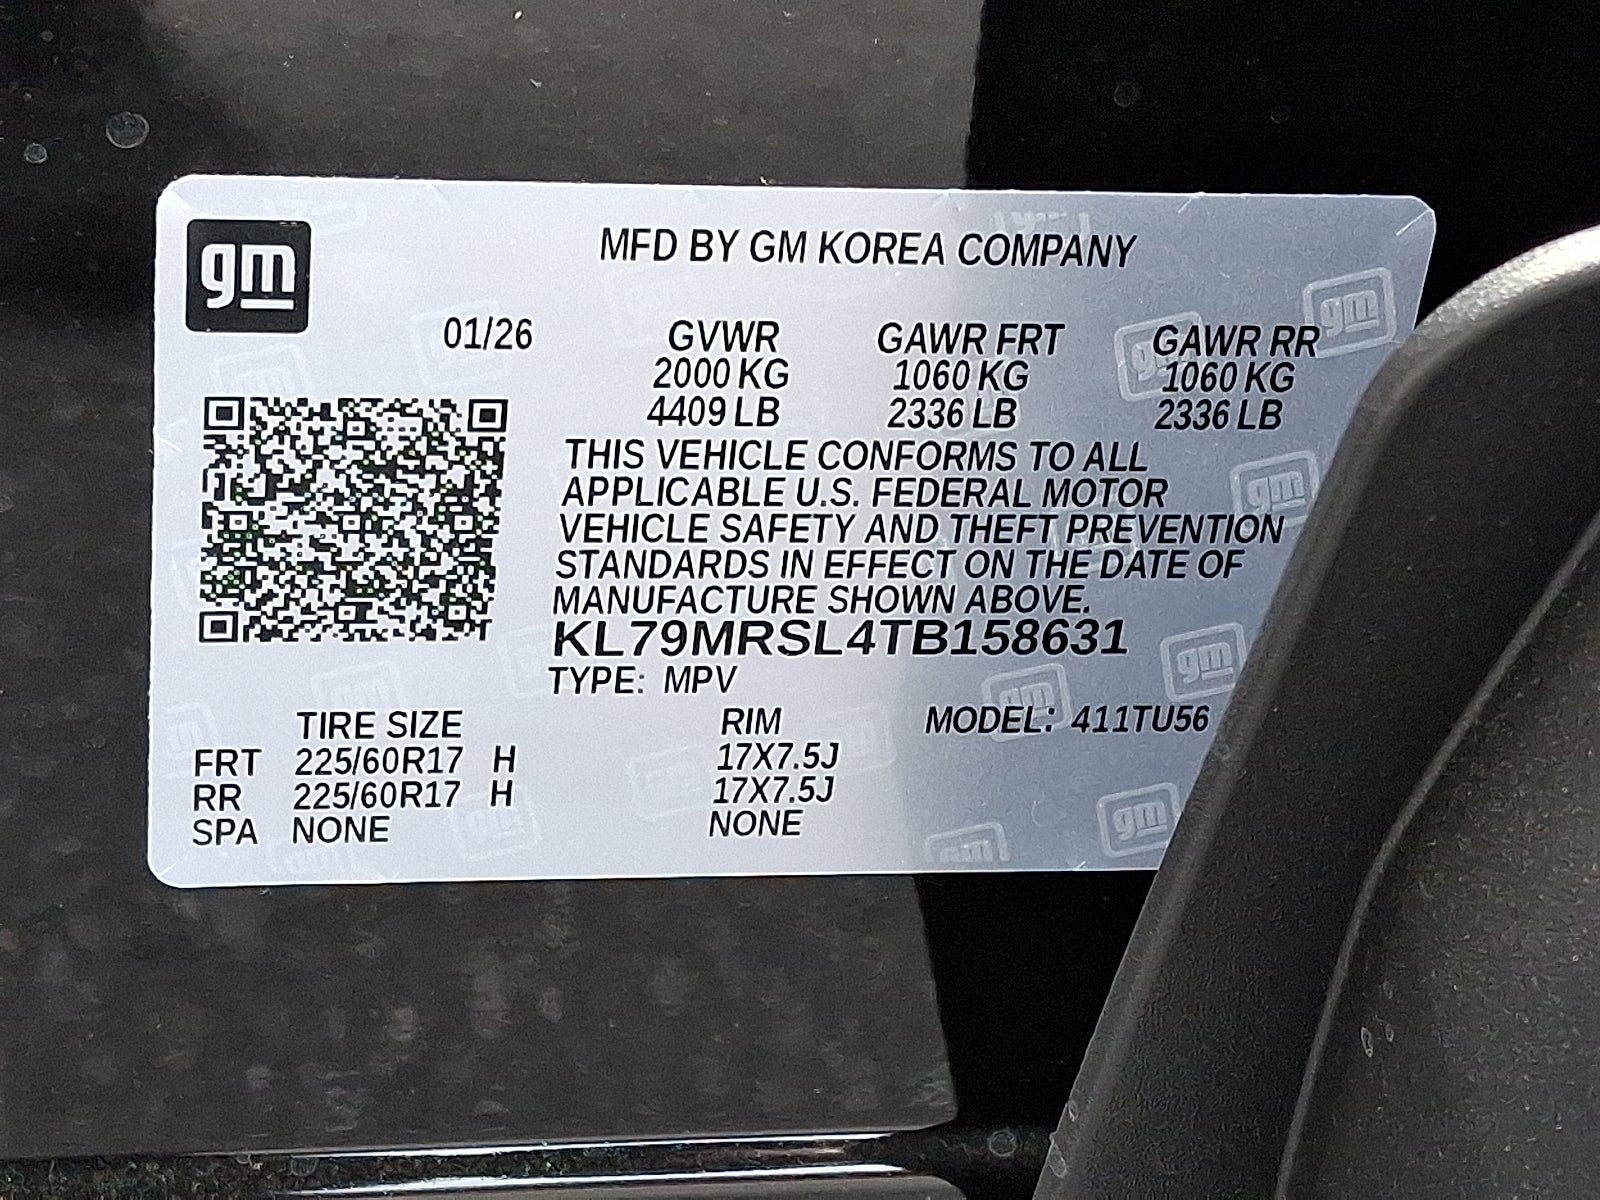 gm
MFD BY GM KOREA COMPANY
01/26 GVWR GAWR FRT GAWR RR
2000 KG 1060 KG 1060 KG
4409 LB 2336 LB 2336 LB
THIS VEHICLE CONFORMS TO ALL
APPLICABLE U.S. FEDERAL MOTOR
VEHICLE SAFETY AND THEFT PREVENTION
STANDARDS IN EFFECT ON THE DATE OF
MANUFACTURE SHOWN ABOVE.
KL79MRSL4TB158631
TYPE: MPV
TIRE SIZE RIM MODEL: 411TU56
FRT 225/60R17 H 17X7.5J
RR 225/60R17 H 17X7.5J
SPA NONE NONE